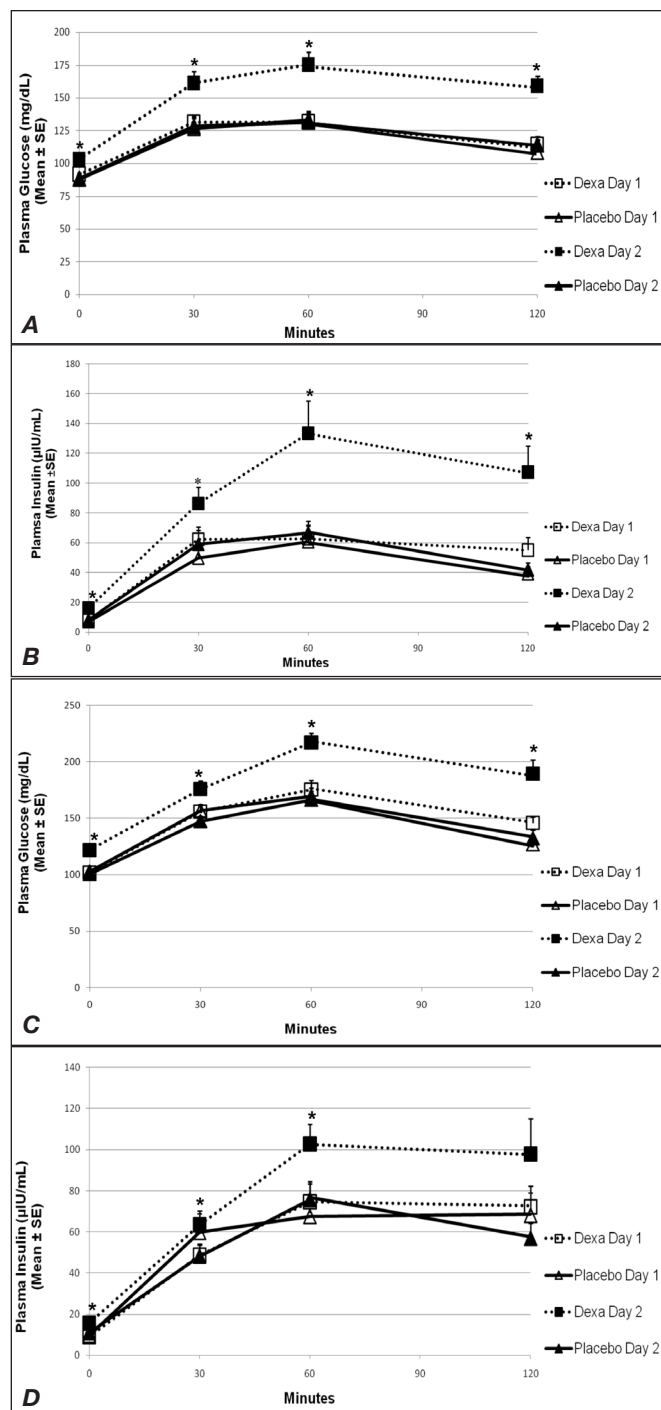 Plasma Glucose (mg/dL)
(Mean ± SE)
200
175
150
125
100
75
50
25
0
*
*
*
*
0
30
60
90
120
Minutes
Dexa Day 1
Placebo Day 1
Dexa Day 2
Placebo Day 2
A
Plamsa Insulin (µIU/mL)
(Mean ±SE)
180
160
140
120
100
80
60
40
20
0
*
*
*
*
0
30
60
90
120
Minutes
Dexa Day 1
Placebo Day 1
Dexa Day 2
Placebo Day 2
B
Plasma Glucose (mg/dL)
(Mean ± SE)
250
200
150
100
50
0
*
*
*
*
0
30
60
90
120
Minutes
Dexa Day 1
Placebo Day 1
Dexa Day 2
Placebo Day 2
C
Plasma Insulin (µIU/mL)
(Mean ± SE)
140
120
100
80
60
40
20
0
*
*
*
0
30
60
90
120
Minutes
Dexa Day 1
Placebo Day 1
Dexa Day 2
Placebo Day 2
D